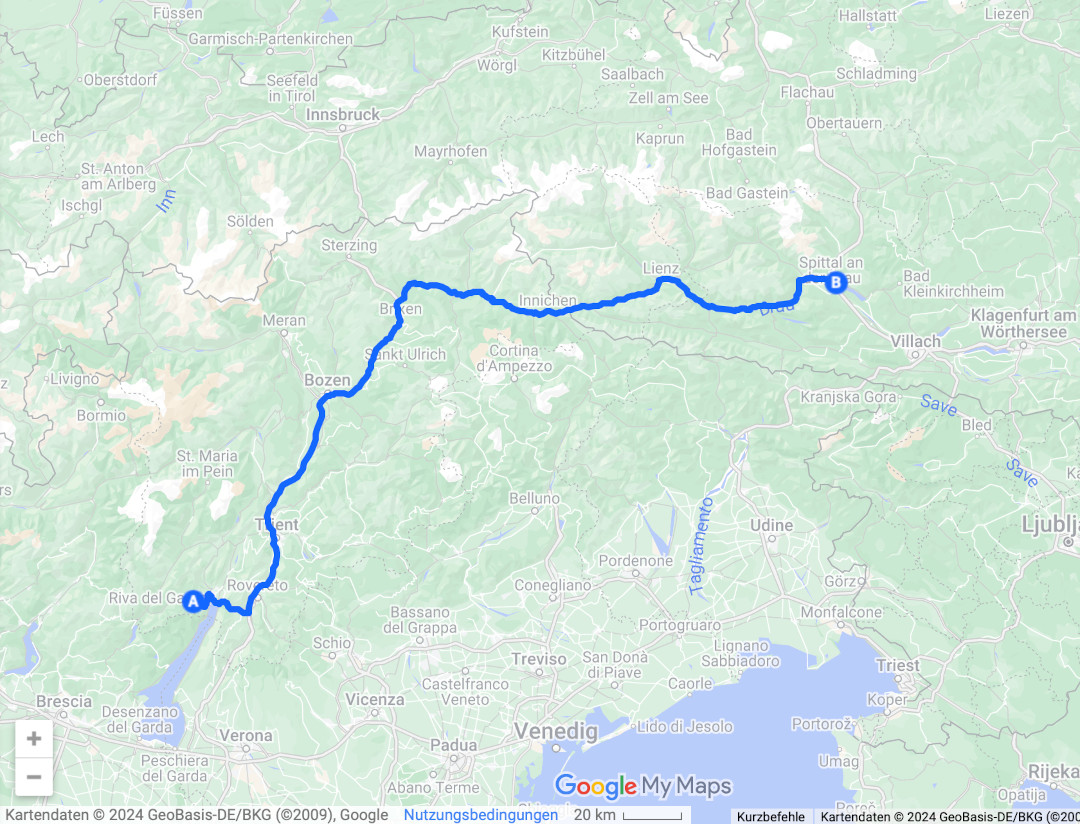 Füssen
Garmisch-Partenkirchen
Kufstein
Kitzbühel
Wörgl
Hallstatt
Liezen
Oberstdorf
Seefeld
in Tirol
Saalbach
Schladming
Innsbruck
Zell am See
Flachau
Lech
Obertauern
Kaprun
Bad
Hofgastein
Mayrhofen
St. Anton
am Arlberg
Inn
Bad Gastein
Ischgl
Sölden
Sterzing
Lienz
Spittal an
B
Bad
Kleinkirchheim
Innichen
Brixen
Drau
Meran
Klagenfurt am
Wörthersee
Villach
Sankt Ulrich
Cortina
d'Ampezzo
Livigno
Bozen
Bormio
Kranjska Gora
Save
Bled
St. Maria
im Pein
Save
Belluno
Trient
Udine
Ljublj
Tagliamento
Pordenone
Rovereto
Riva del Ga
A
Conegliano
Görz
Monfalcone
Bassano
del Grappa
Portogruaro
Schio
Treviso
San Donà
di Piave
Lignano
Sabbiadoro
Triest
Castelfranco
Veneto
Caorle
Koper
Brescia
Desenzano
del Garda
Vicenza
Verona
Venedig
Lido di Jesolo
Portorož
Padua
Umag
Peschiera
del Garda
Abano Terme
Opatija
Rijeka
Google My Maps
+
−
Kartendaten © 2024 GeoBasis-DE/BKG (©2009), Google
Nutzungsbedingungen
20 km
Kurzbefehle
Kartendaten © 2024 GeoBasis-DE/BKG (©200